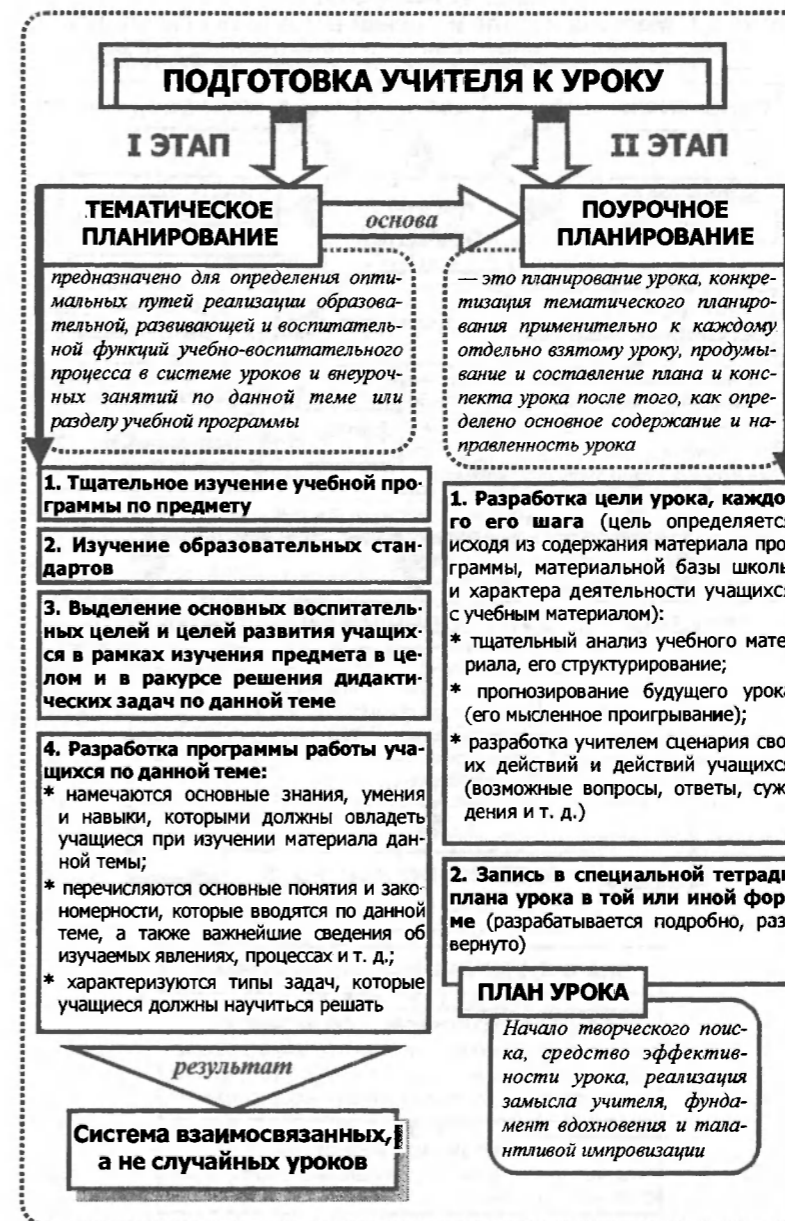 ПОДГОТОВКА УЧИТЕЛЯ К УРОКУ
I ЭТАП
II ЭТАП
ТЕМАТИЧЕСКОЕ
ПЛАНИРОВАНИЕ
основа
ПОУРОЧНОЕ
ПЛАНИРОВАНИЕ
предназначено для определения опти-
мальных путей реализации образова-
тельной, развивающей и воспитатель-
ной функций учебно-воспитательного
процесса в системе уроков и внеуроч-
ных занятий по данной теме или
разделу учебной программы
— это планирование урока, конкре-
тизация тематического планиро-
вания применительно к каждому
отдельно взятому уроку, продумы-
вание и составление плана и конс-
пекта урока после того, как опре-
делено основное содержание и на-
правленность урока
1. Тщательное изучение учебной про-
граммы по предмету
2. Изучение образовательных стан-
дартов
3. Выделение основных воспитатель-
ных целей и целей развития учащих-
ся в рамках изучения предмета в це-
лом и в ракурсе решения дидакти-
ческих задач по данной теме
4. Разработка программы работы уча-
щихся по данной теме:
* намечаются основные знания, умения
и навыки, которыми должны овладеть
учащиеся при изучении материала дан-
ной темы;
* перечисляются основные понятия и зако-
номерности, которые вводятся по данной
теме, а также важнейшие сведения об
изучаемых явлениях, процессах и т. д.;
* характеризуются типы задач, которые
учащиеся должны научиться решать
результат
Система взаимосвязанных,
а не случайных уроков
1. Разработка цели урока, каждо-
го его шага (цель определяется
исходя из содержания материала про
граммы, материальной базы школы
и характера деятельности учащихся
с учебным материалом):
* тщательный анализ учебного мате
риала, его структурирование;
* прогнозирование будущего урока
(его мысленное проигрывание);
* разработка учителем сценария сво
их действий и действий учащихся
(возможные вопросы, ответы, суж
дения и т. д.)
2. Запись в специальной тетради
плана урока в той или иной фор
ме (разрабатывается подробно, раз
вернуто)
ПЛАН УРОКА
Начало творческого поис-
ка, средство эффектив-
ности урока, реализация
замысла учителя, фунда-
мент вдохновения и тала-
нтливой импровизации